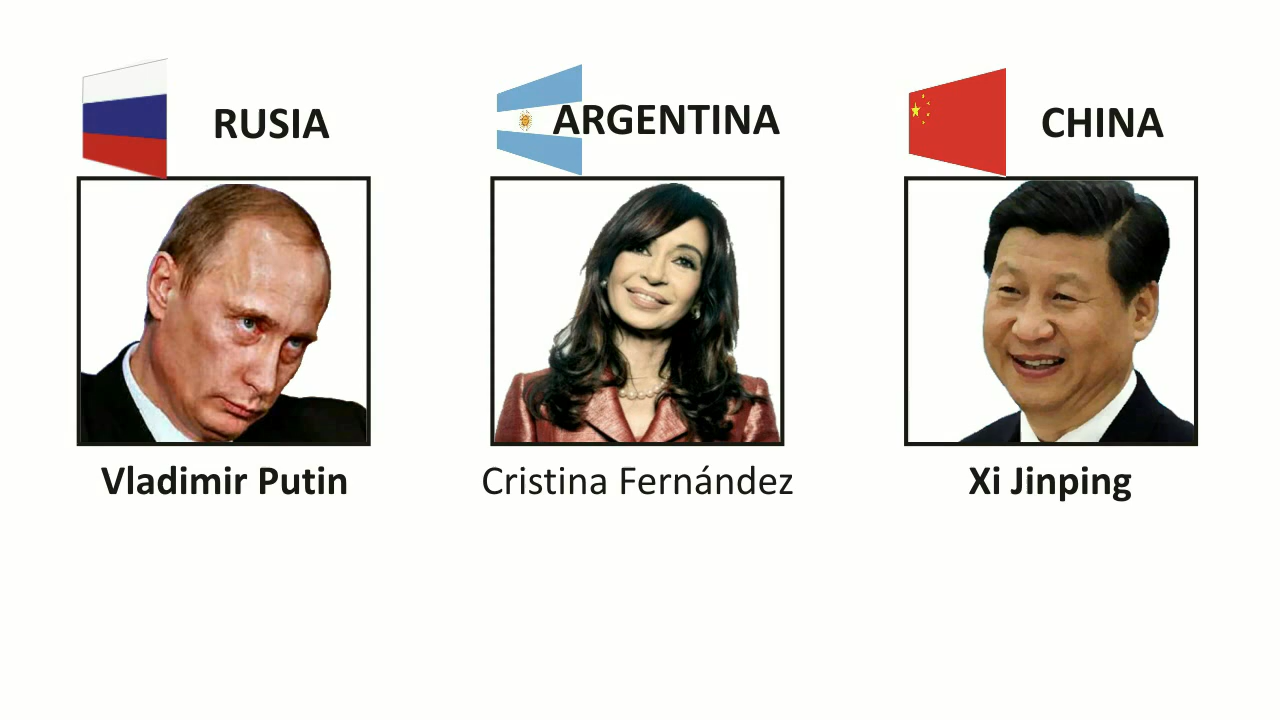 RUSIA
ARGENTINA
CHINA
Vladimir Putin
Cristina Fernández
Xi Jinping